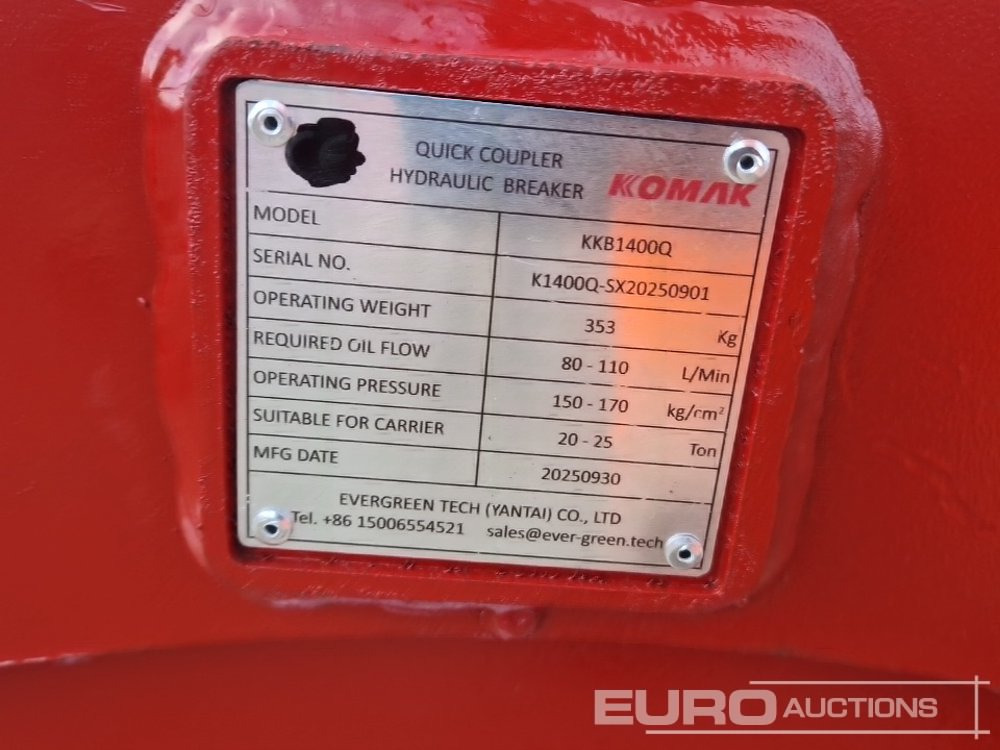 QUICK COUPLER
HYDRAULIC BREAKER KOMAK
MODEL KKB1400Q
SERIAL NO. K1400Q-SX20250901
OPERATING WEIGHT 353 Kg
REQUIRED OIL FLOW 80 - 110 L/Min
OPERATING PRESSURE 150 - 170 kg/cm²
SUITABLE FOR CARRIER 20 - 25 Ton
MFG DATE 20250930
EVERGREEN TECH (YANTAI) CO., LTD
Tel. +86 15006554521 sales@ever-green.tech
EURO AUCTIONS